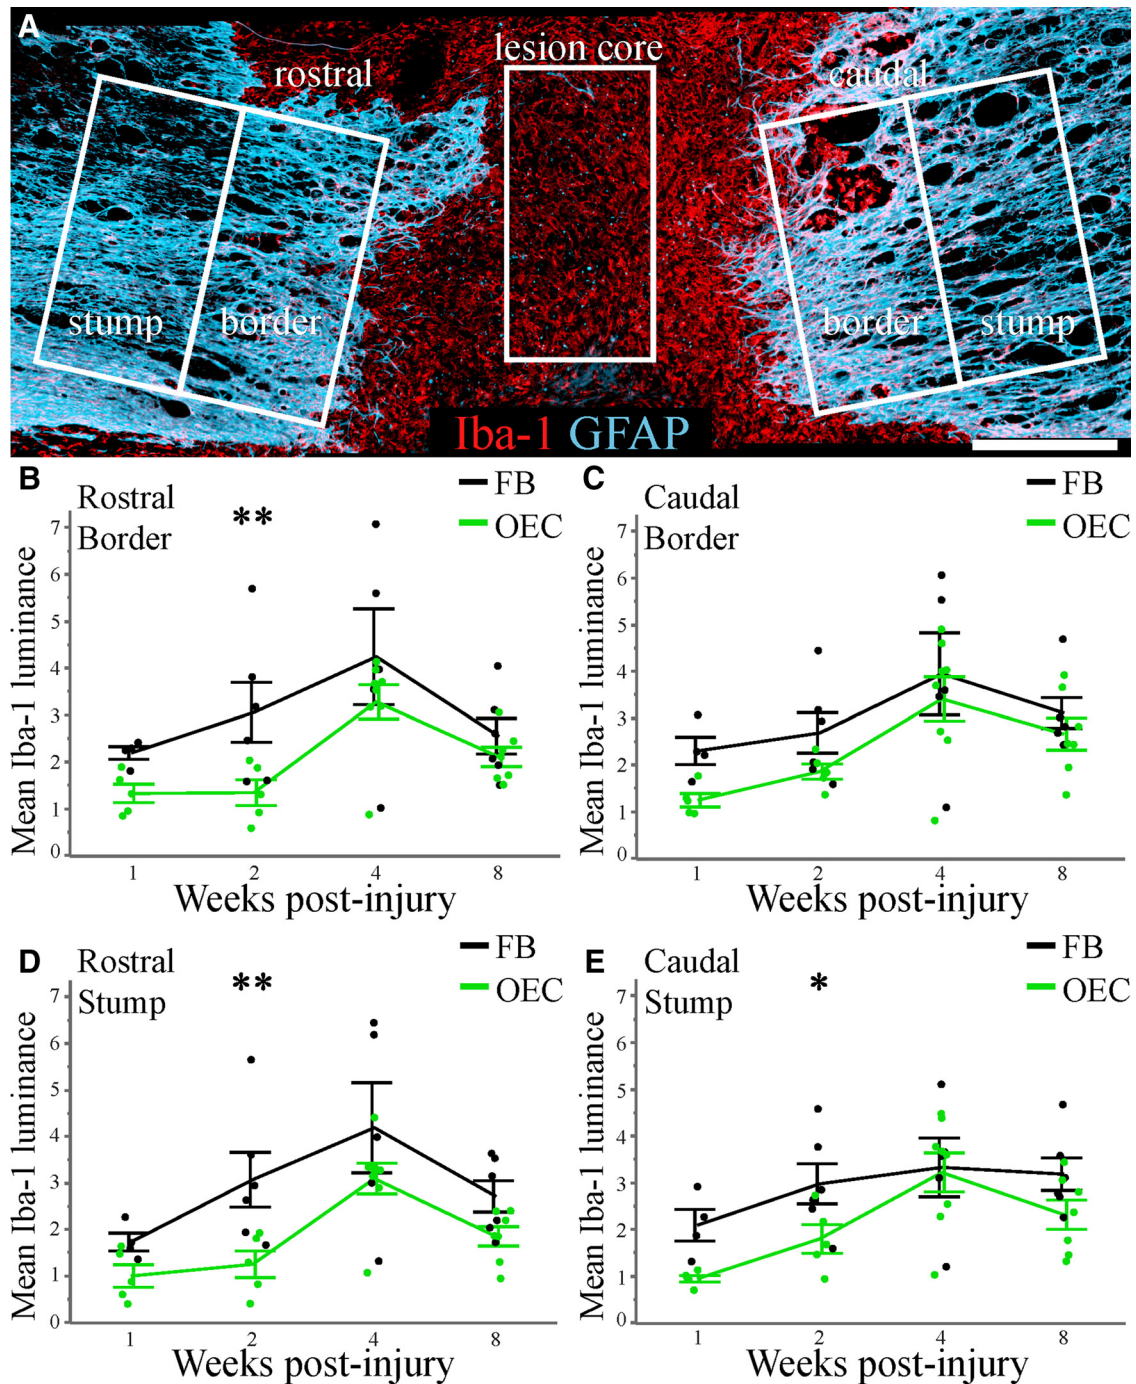 A
rostral
lesion core
caudal
stump
border
border
stump
Iba-1 GFAP
B
Rostral
Border
FB
OEC
**
Mean Iba-1 luminance
7
6
5
4
3
2
1
0
1 2 4 8
Weeks post-injury
C
Caudal
Border
FB
OEC
Mean Iba-1 luminance
7
6
5
4
3
2
1
0
1 2 4 8
Weeks post-injury
D
Rostral
Stump
FB
OEC
**
Mean Iba-1 luminance
7
6
5
4
3
2
1
0
1 2 4 8
Weeks post-injury
E
Caudal
Stump
FB
OEC
*
Mean Iba-1 luminance
7
6
5
4
3
2
1
0
1 2 4 8
Weeks post-injury